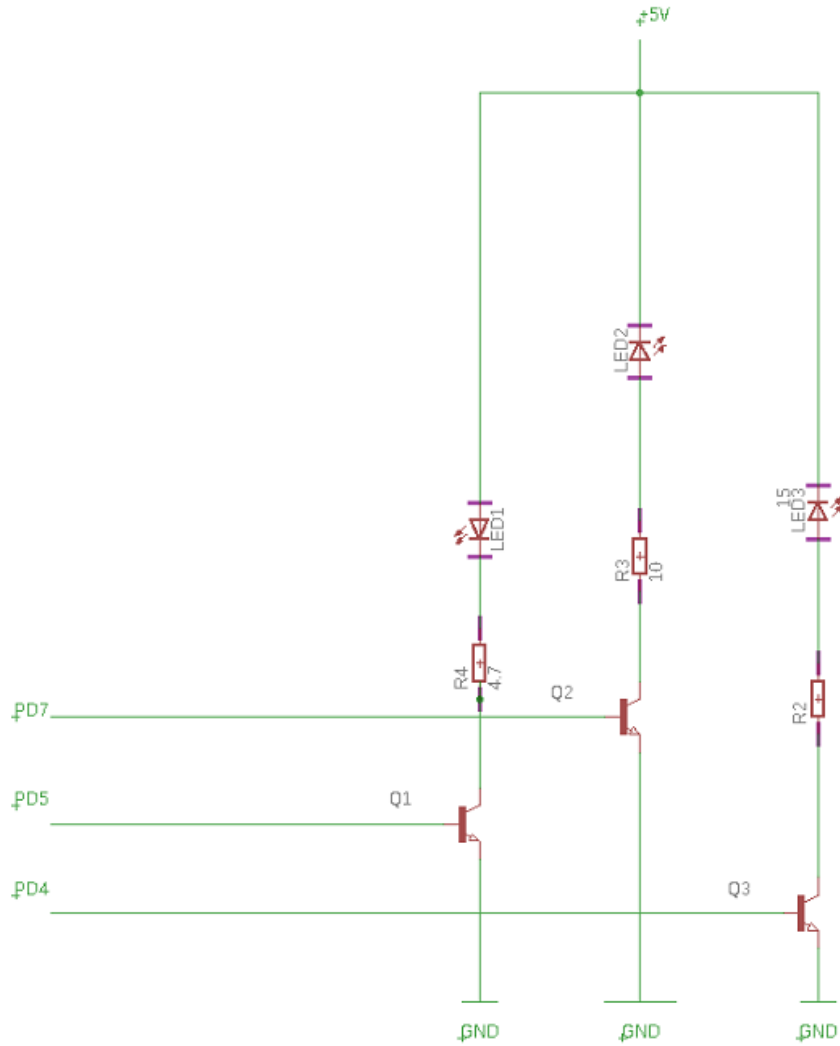 +5V
LED2
15
LED3
LED1
R3
10
R4
4.7
Q2
R2
PD7
PD5
Q1
PD4
Q3
GND
GND
GND